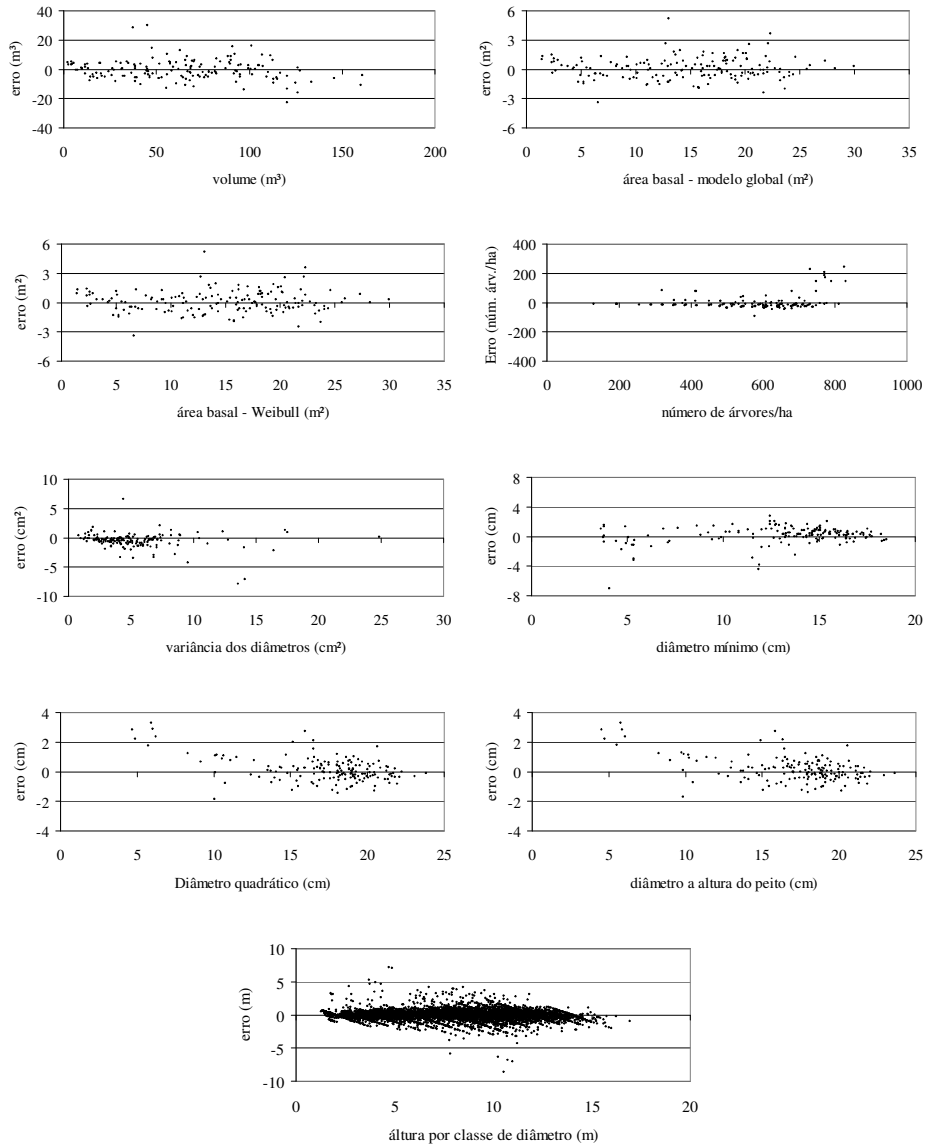 40
20
0
-20
-40
erro (m³)
0 50 100 150 200
volume (m³)
6
3
0
-3
-6
erro (m²)
0 5 10 15 20 25 30 35
área basal - modelo global (m²)
6
3
0
-3
-6
erro (m²)
0 5 10 15 20 25 30 35
área basal - Weibull (m²)
400
200
0
-200
-400
Erro (núm. árv./ha)
0 200 400 600 800 1000
número de árvores/ha
10
5
0
-5
-10
erro (cm²)
0 5 10 15 20 25 30
variância dos diâmetros (cm²)
8
4
0
-4
-8
erro (cm)
0 5 10 15 20
diâmetro mínimo (cm)
4
2
0
-2
-4
erro (cm)
0 5 10 15 20 25
Diâmetro quadrático (cm)
4
2
0
-2
-4
erro (cm)
0 5 10 15 20 25
diâmetro a altura do peito (cm)
10
5
0
-5
-10
erro (m)
0 5 10 15 20
áltura por classe de diâmetro (m)